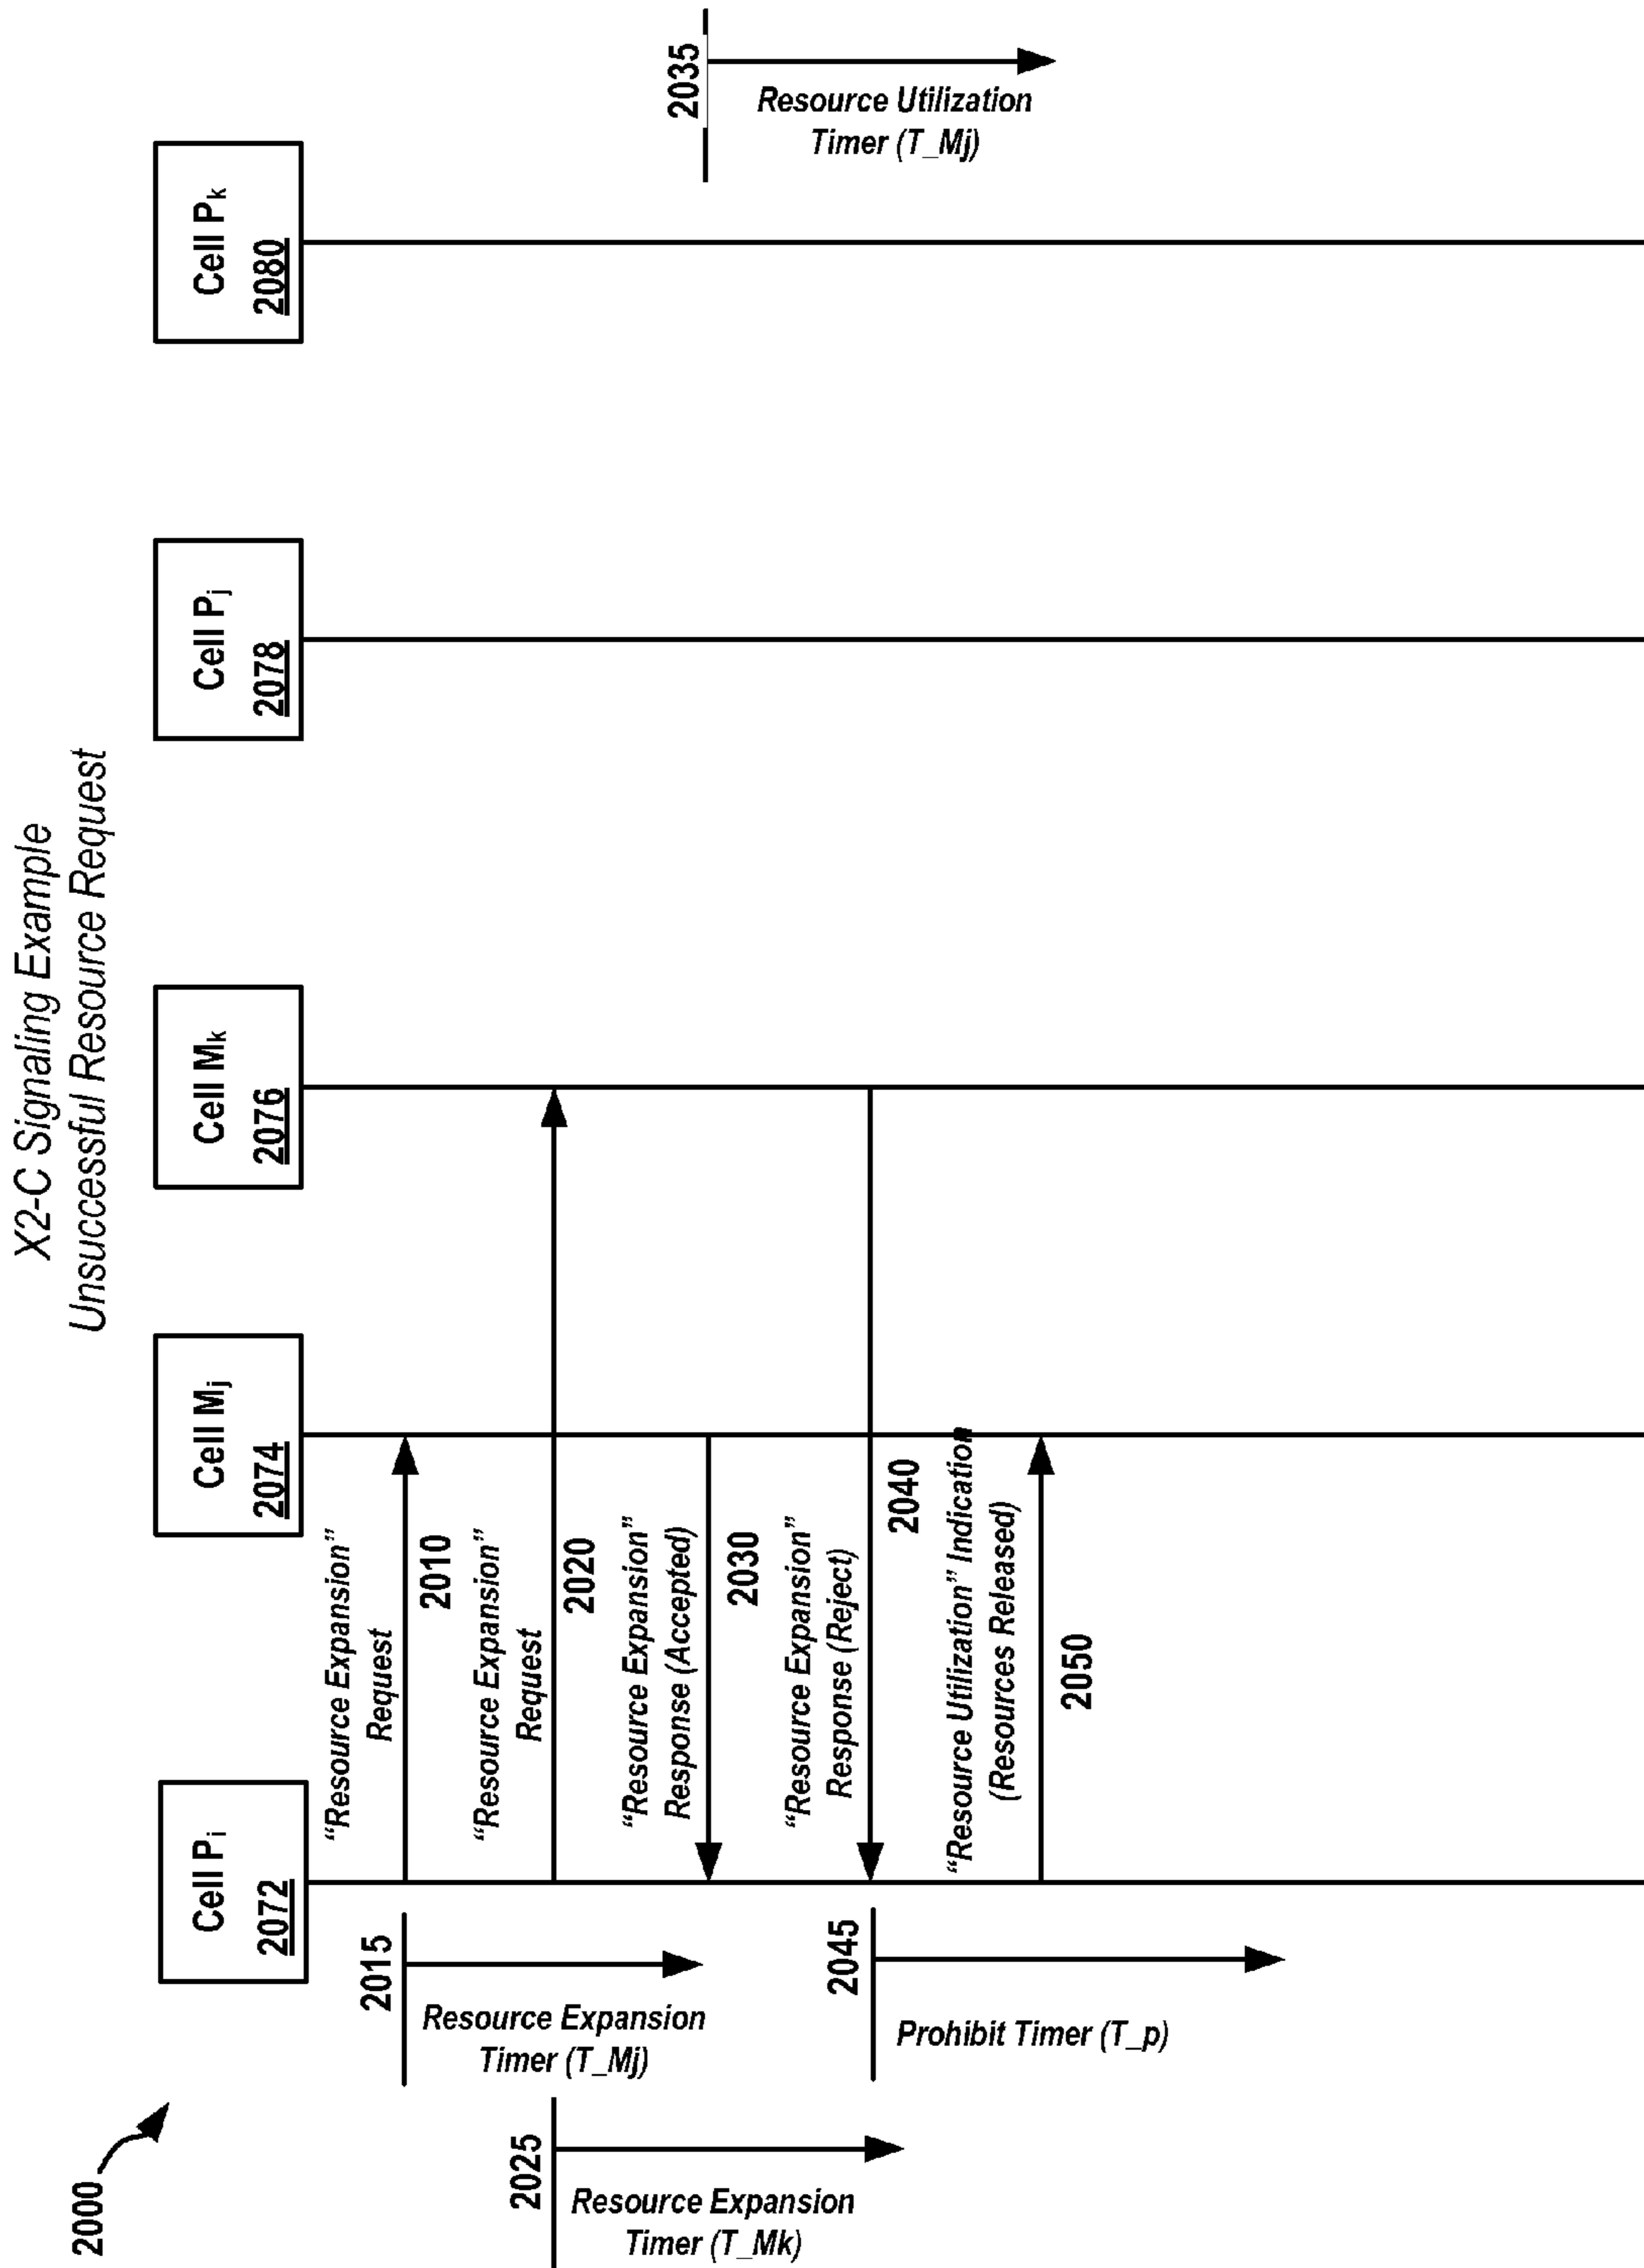 X2-C Signaling Example
Unsuccessful Resource Request
2000
Cell Pi
2072
Cell Mj
2074
Cell Mk
2076
Cell Pj
2078
Cell Pk
2080
2015
Resource Expansion
Timer (T_Mj)
“Resource Expansion”
Request
2010
2025
Resource Expansion
Timer (T_Mk)
“Resource Expansion”
Request
2020
“Resource Expansion”
Response (Accepted)
2030
2035
Resource Utilization
Timer (T_Mj)
“Resource Expansion”
Response (Reject)
2040
2045
Prohibit Timer (T_p)
“Resource Utilization” Indication
(Resources Released)
2050